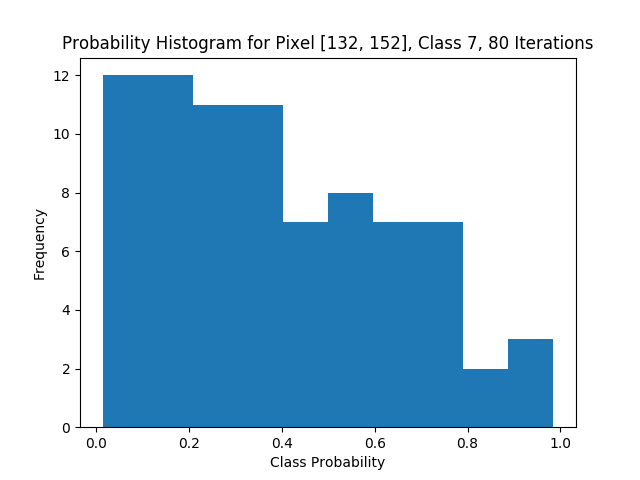 Probability Histogram for Pixel [132, 152], Class 7, 80 Iterations
12
10
8
6
4
2
0
Frequency
0.0 0.2 0.4 0.6 0.8 1.0
Class Probability